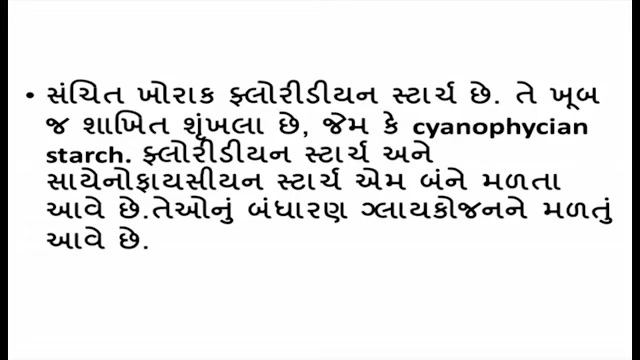 • સંચિત ખોરાક ફ્લોરીડીયન સ્ટાર્ચ છે. તે ખૂબ
જ શાખિત શૃંખલા છે, જેમ કે cyanophycian
starch. ફ્લોરીડીયન સ્ટાર્ચ અને
સાયેનોફાયસીયન સ્ટાર્ચ એમ બંને મળતા
આવે છે.તેઓનું બંધારણ ગ્લાયકોજનને મળતું
આવે છે.